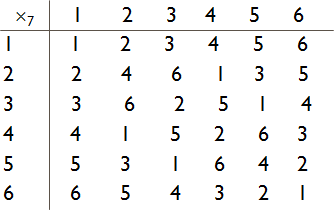 ×₇ 1 2 3 4 5 6
1 1 2 3 4 5 6
2 2 4 6 1 3 5
3 3 6 2 5 1 4
4 4 1 5 2 6 3
5 5 3 1 6 4 2
6 6 5 4 3 2 1